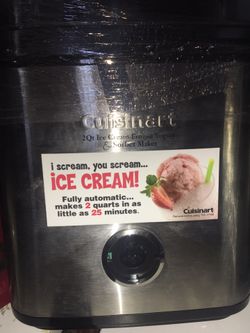 Cuisinart
2Qt Ice Cream-Frozen Yogurt
& Sorbet Maker
i scream, you scream...
iCE CREAM!
Fully automatic...
makes 2 quarts in as
little as 25 minutes.
Cuisinart